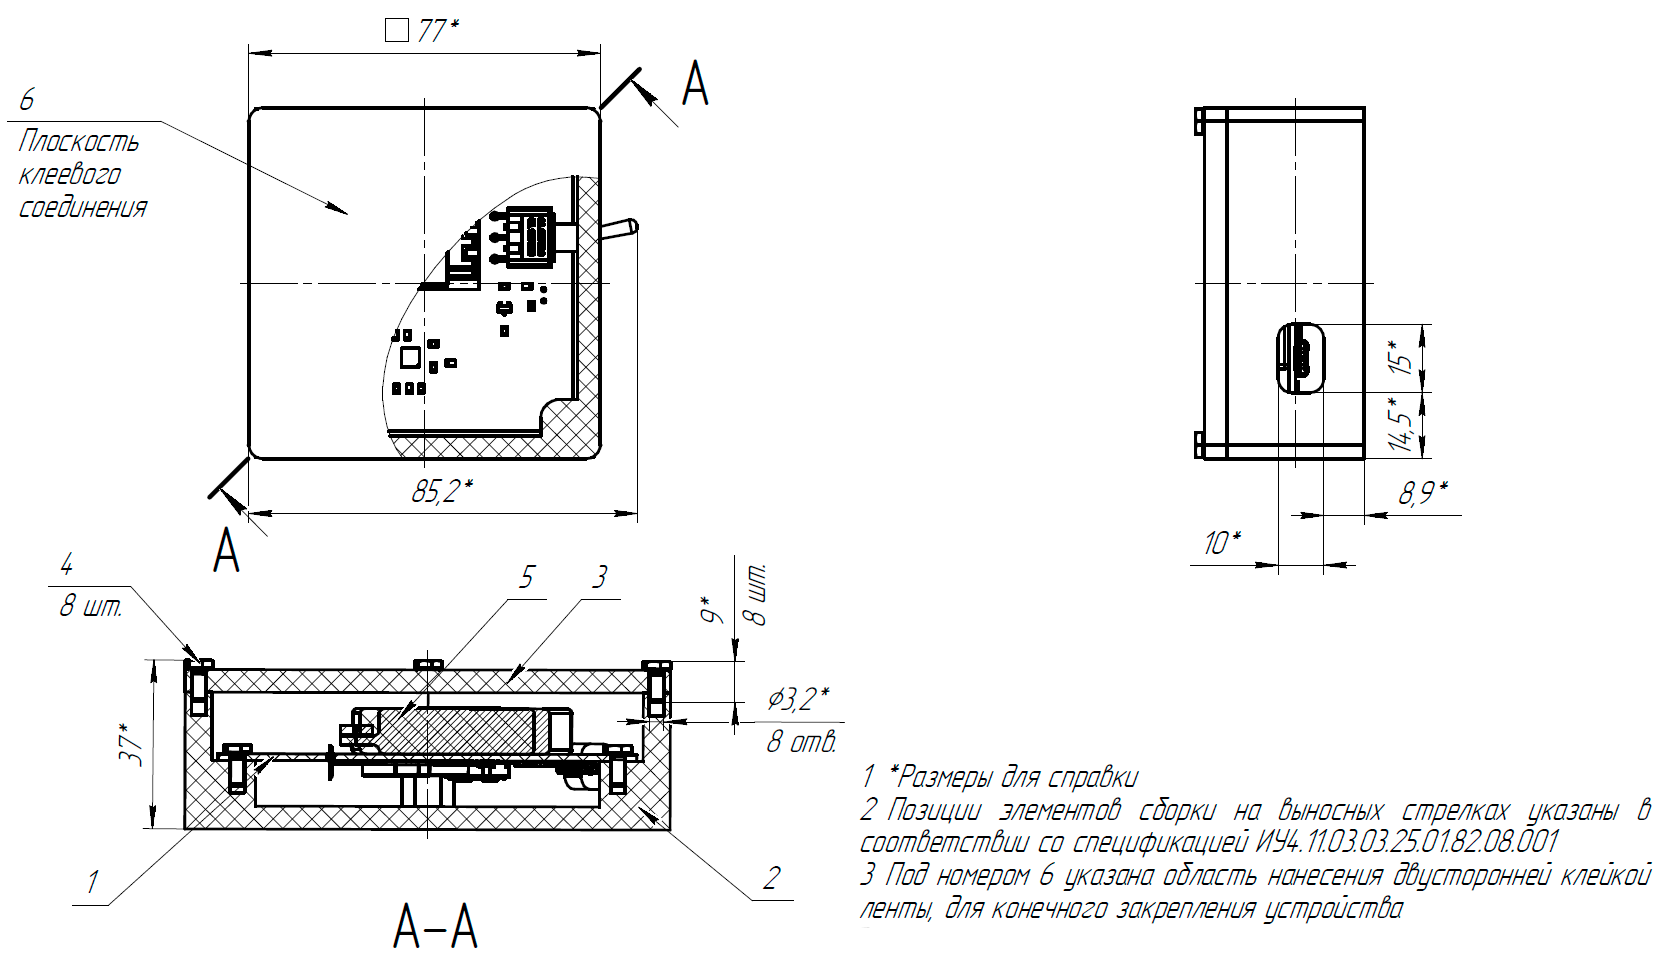 □ 77*
А
6
Плоскость
клеевого
соединения
15*
14,5*
85,2*
8,9*
А
10*
4
8 шт.
5
3
9*
8 шт.
37*
⌀3,2*
8 отв.
1
2
А-А
1 *Размеры для справки
2 Позиции элементов сборки на выносных стрелках указаны в
соответствии со спецификацией ИУ4.11.03.03.25.01.82.08.001
3 Под номером 6 указана область нанесения двусторонней клейкой
ленты, для конечного закрепления устройства